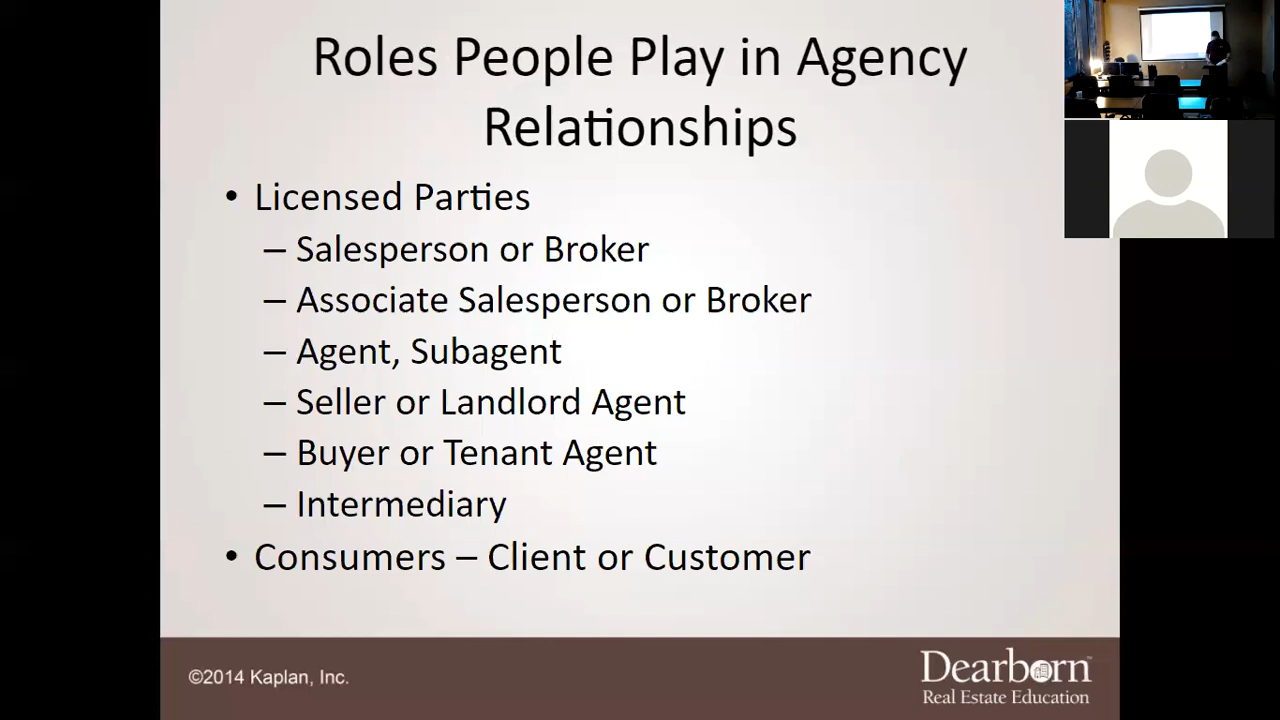 Roles People Play in Agency
Relationships
• Licensed Parties
– Salesperson or Broker
– Associate Salesperson or Broker
– Agent, Subagent
– Seller or Landlord Agent
– Buyer or Tenant Agent
– Intermediary
• Consumers – Client or Customer
©2014 Kaplan, Inc.
Dearborn
Real Estate Education